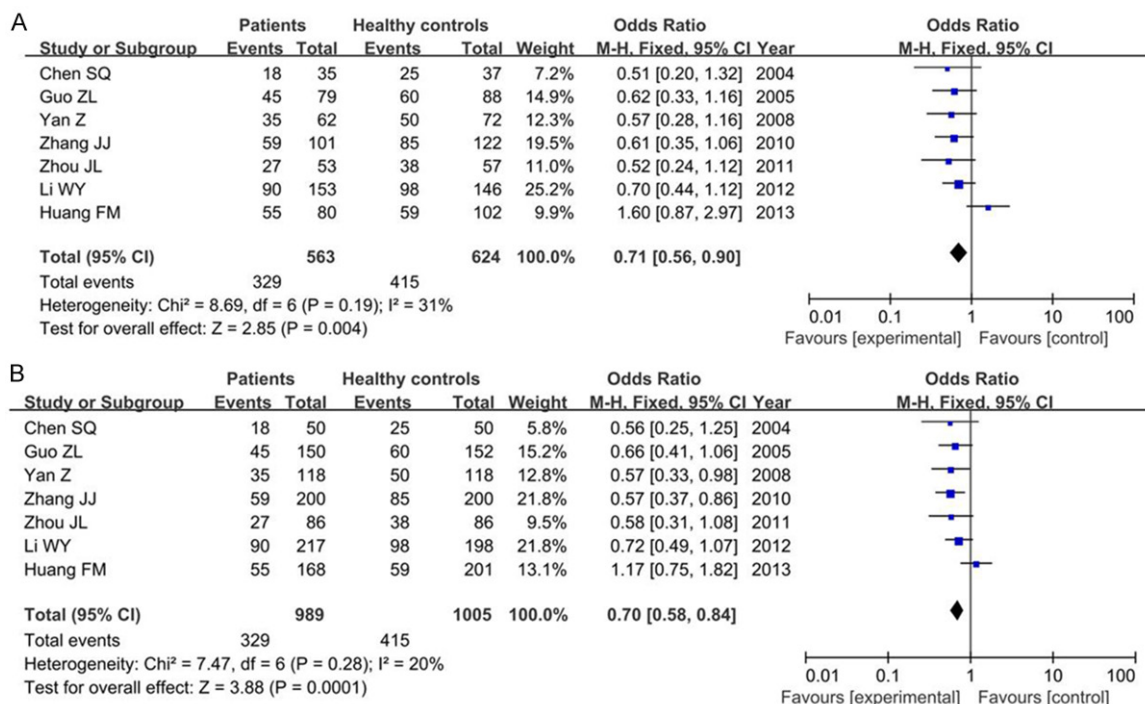 A
Patients Healthy controls Odds Ratio Odds Ratio
Study or Subgroup Events Total Events Total Weight M-H, Fixed, 95% CI Year M-H, Fixed, 95% CI
Chen SQ 18 35 25 37 7.2% 0.51 [0.20, 1.32] 2004
Guo ZL 45 79 60 88 14.9% 0.62 [0.33, 1.16] 2005
Yan Z 35 62 50 72 12.3% 0.57 [0.28, 1.16] 2008
Zhang JJ 59 101 85 122 19.5% 0.61 [0.35, 1.06] 2010
Zhou JL 27 53 38 57 11.0% 0.52 [0.24, 1.12] 2011
Li WY 90 153 98 146 25.2% 0.70 [0.44, 1.12] 2012
Huang FM 55 80 59 102 9.9% 1.60 [0.87, 2.97] 2013
Total (95% CI) 563 624 100.0% 0.71 [0.56, 0.90]
Total events 329 415
Heterogeneity: Chi² = 8.69, df = 6 (P = 0.19); I² = 31%
Test for overall effect: Z = 2.85 (P = 0.004)
0.01 0.1 1 10 100
Favours [experimental] Favours [control]
B
Patients Healthy controls Odds Ratio Odds Ratio
Study or Subgroup Events Total Events Total Weight M-H, Fixed, 95% CI Year M-H, Fixed, 95% CI
Chen SQ 18 50 25 50 5.8% 0.56 [0.25, 1.25] 2004
Guo ZL 45 150 60 152 15.2% 0.66 [0.41, 1.06] 2005
Yan Z 35 118 50 118 12.8% 0.57 [0.33, 0.98] 2008
Zhang JJ 59 200 85 200 21.8% 0.57 [0.37, 0.86] 2010
Zhou JL 27 86 38 86 9.5% 0.58 [0.31, 1.08] 2011
Li WY 90 217 98 198 21.8% 0.72 [0.49, 1.07] 2012
Huang FM 55 168 59 201 13.1% 1.17 [0.75, 1.82] 2013
Total (95% CI) 989 1005 100.0% 0.70 [0.58, 0.84]
Total events 329 415
Heterogeneity: Chi² = 7.47, df = 6 (P = 0.28); I² = 20%
Test for overall effect: Z = 3.88 (P = 0.0001)
0.01 0.1 1 10 100
Favours [experimental] Favours [control]